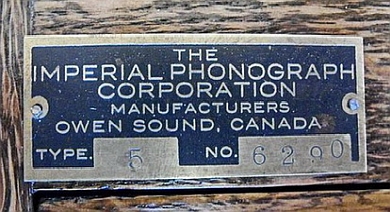 THE
IMPERIAL PHONOGRAPH
CORPORATION
MANUFACTURERS
OWEN SOUND, CANADA
TYPE. 5 NO. 6290